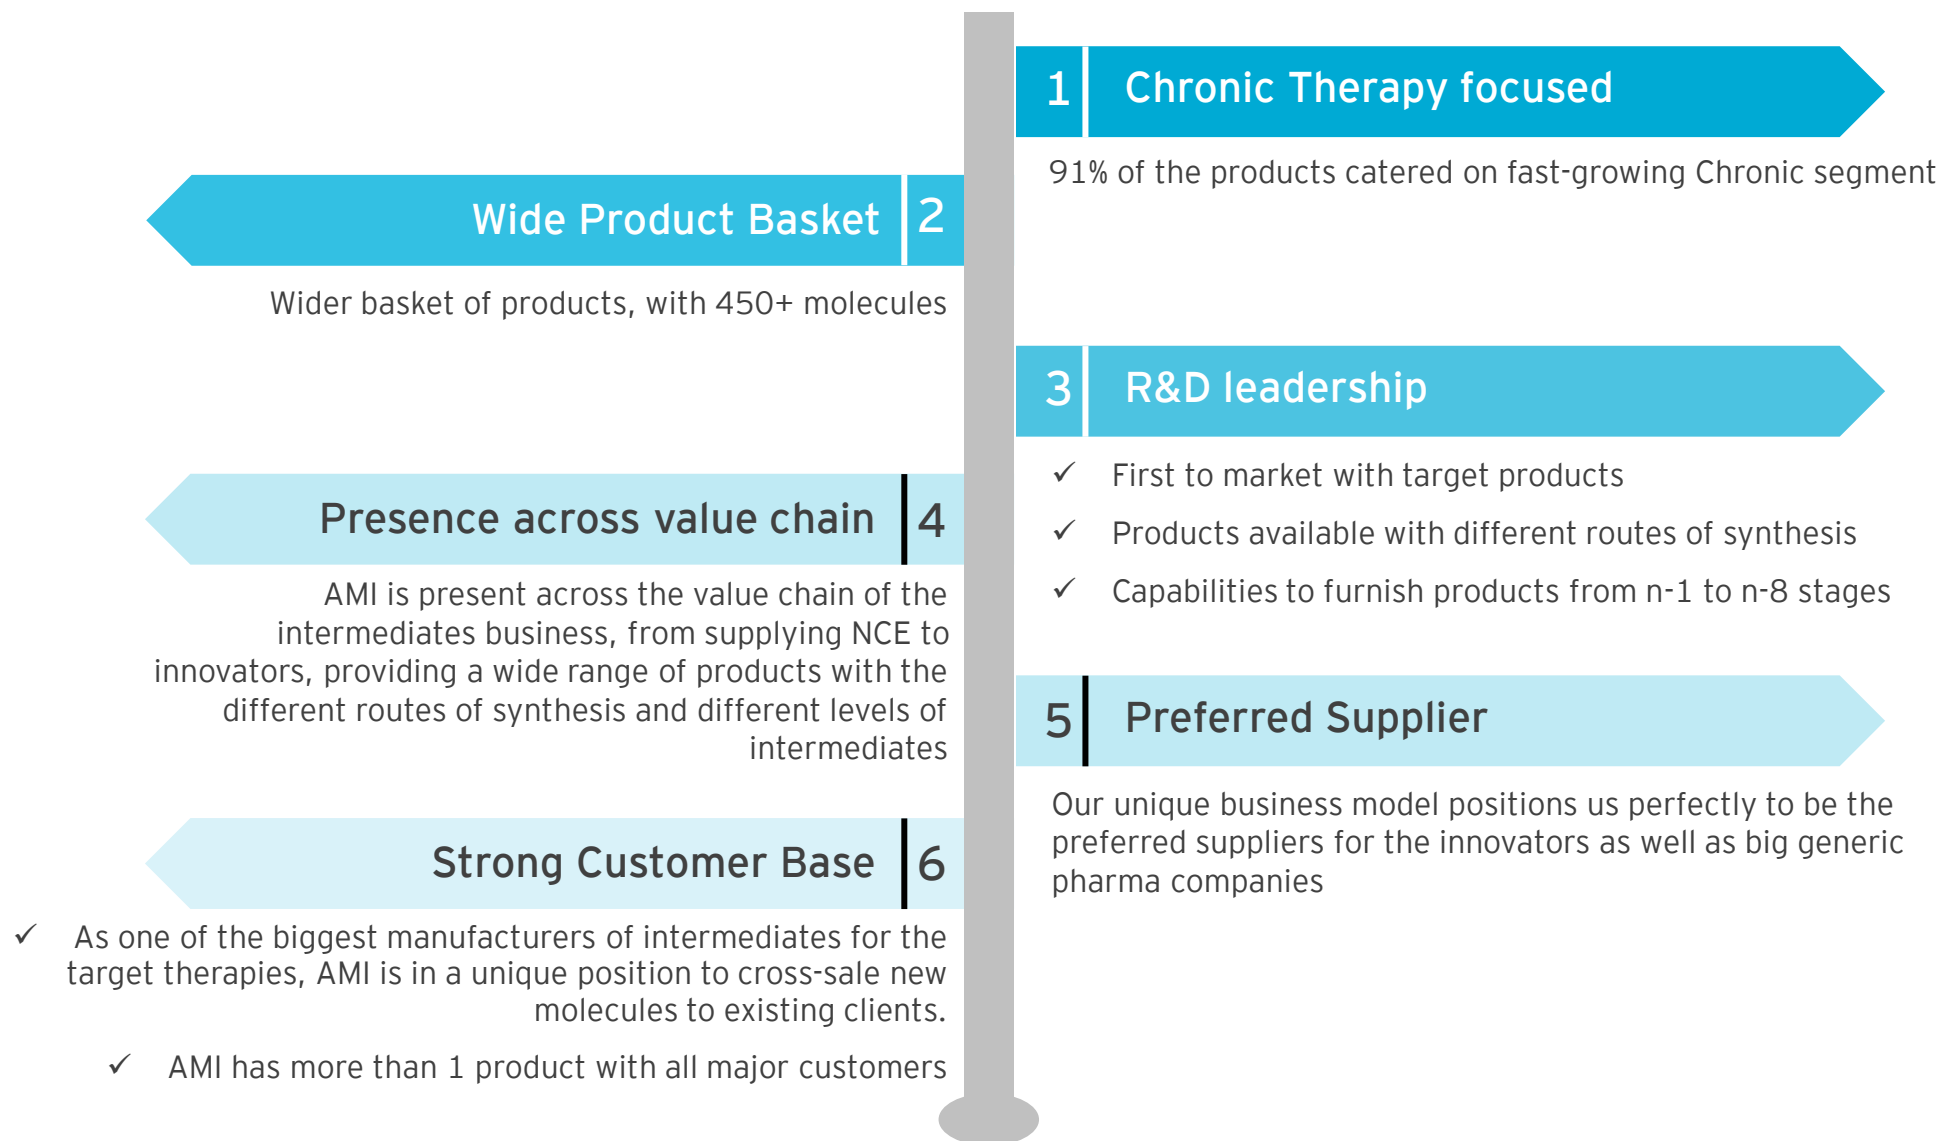 1 Chronic Therapy focused
91% of the products catered on fast-growing Chronic segment
Wide Product Basket 2
Wider basket of products, with 450+ molecules
3 R&D leadership
✓ First to market with target products
✓ Products available with different routes of synthesis
✓ Capabilities to furnish products from n-1 to n-8 stages
Presence across value chain 4
AMI is present across the value chain of the
intermediates business, from supplying NCE to
innovators, providing a wide range of products with the
different routes of synthesis and different levels of
intermediates
5 Preferred Supplier
Our unique business model positions us perfectly to be the
preferred suppliers for the innovators as well as big generic
pharma companies
Strong Customer Base 6
✓ As one of the biggest manufacturers of intermediates for the
target therapies, AMI is in a unique position to cross-sale new
molecules to existing clients.
✓ AMI has more than 1 product with all major customers